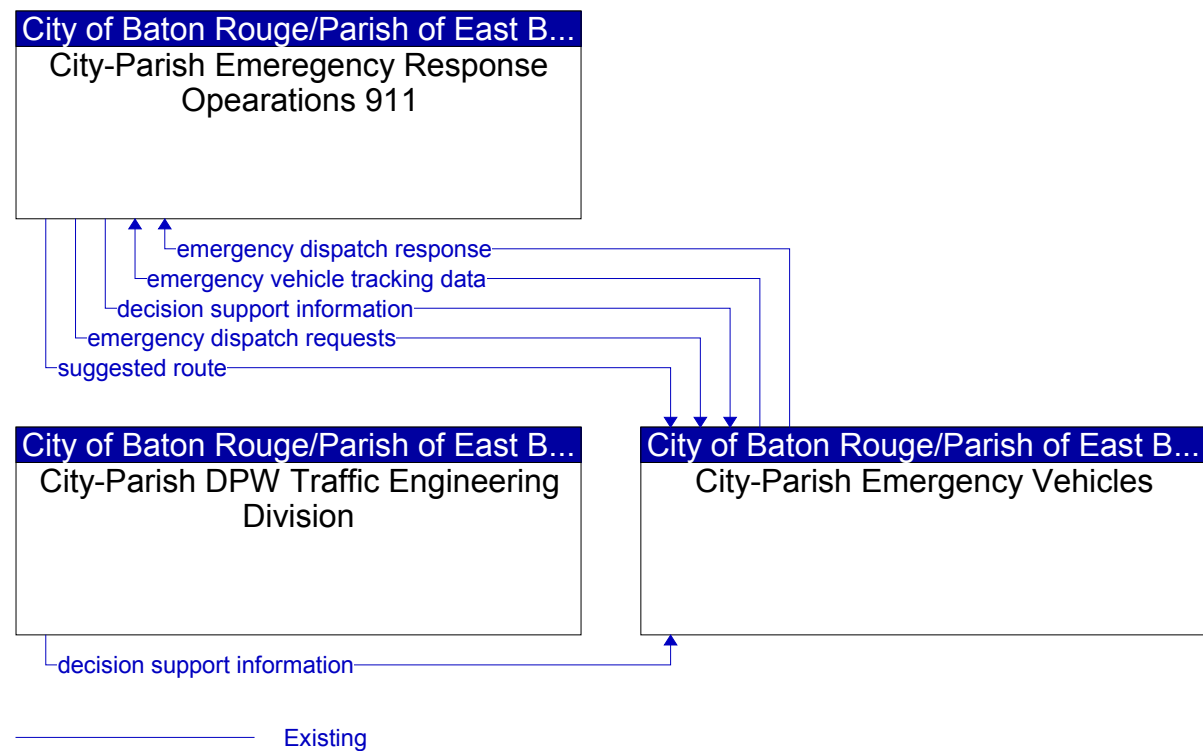 City of Baton Rouge/Parish of East B...
City-Parish Emeregency Response
Opearations 911
emergency dispatch response
emergency vehicle tracking data
decision support information
emergency dispatch requests
suggested route
City of Baton Rouge/Parish of East B...
City-Parish DPW Traffic Engineering
Division
City of Baton Rouge/Parish of East B...
City-Parish Emergency Vehicles
decision support information
Existing